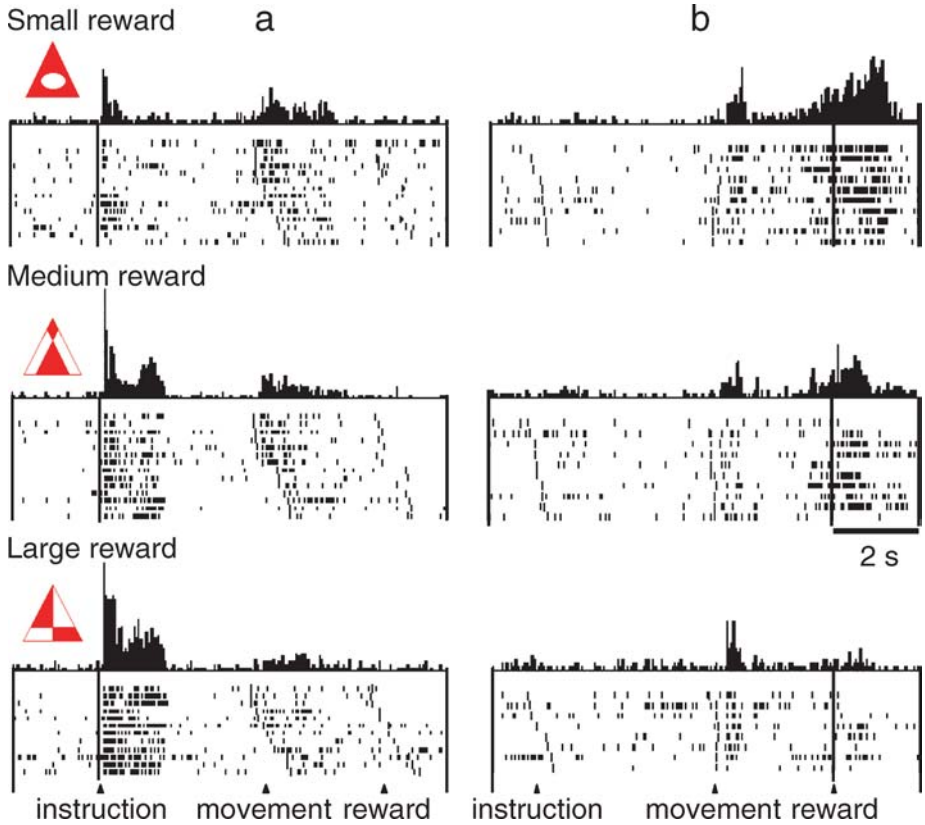 Small reward
a
b
Medium reward
Large reward
2 s
instruction movement reward
instruction movement reward